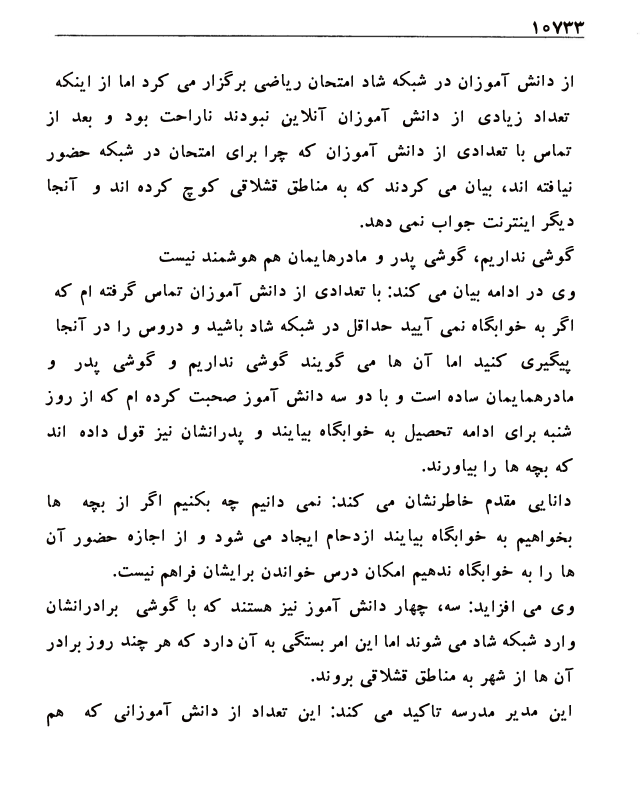 ۱۰۷۳۳
از دانش آموزان در شبکه شاد امتحان ریاضی برگزار می کرد اما از اینکه
تعداد زیادی از دانش آموزان آنلاین نبودند ناراحت بود و بعد از
تماس با تعدادی از دانش آموزان که چرا برای امتحان در شبکه حضور
نیافته اند، بیان می کردند که به مناطق قشلاقی کوچ کرده اند و آنجا
دیگر اینترنت جواب نمی دهد.
گوشی نداریم، گوشی پدر و مادرهایمان هم هوشمند نیست
وی در ادامه بیان می کند: با تعدادی از دانش آموزان تماس گرفته ام که
اگر به خوابگاه نمی آیید حداقل در شبکه شاد باشید و دروس را در آنجا
پیگیری کنید اما آن ها می گویند گوشی نداریم و گوشی پدر و
مادرهمایمان ساده است و با دو سه دانش آموز صحبت کرده ام که از روز
شنبه برای ادامه تحصیل به خوابگاه بیایند و پدرانشان نیز قول داده اند
که بچه ها را بیاورند.
دانایی مقدم خاطرنشان می کند: نمی دانیم چه بکنیم اگر از بچه ها
بخواهیم به خوابگاه بیایند ازدحام ایجاد می شود و از اجازه حضور آن
ها را به خوابگاه ندهیم امکان درس خواندن برایشان فراهم نیست.
وی می افزاید: سه، چهار دانش آموز نیز هستند که با گوشی برادرانشان
وارد شبکه شاد می شوند اما این امر بستگی به آن دارد که هر چند روز برادر
آن ها از شهر به مناطق قشلاقی بروند.
این مدیر مدرسه تاکید می کند: این تعداد از دانش آموزانی که هم